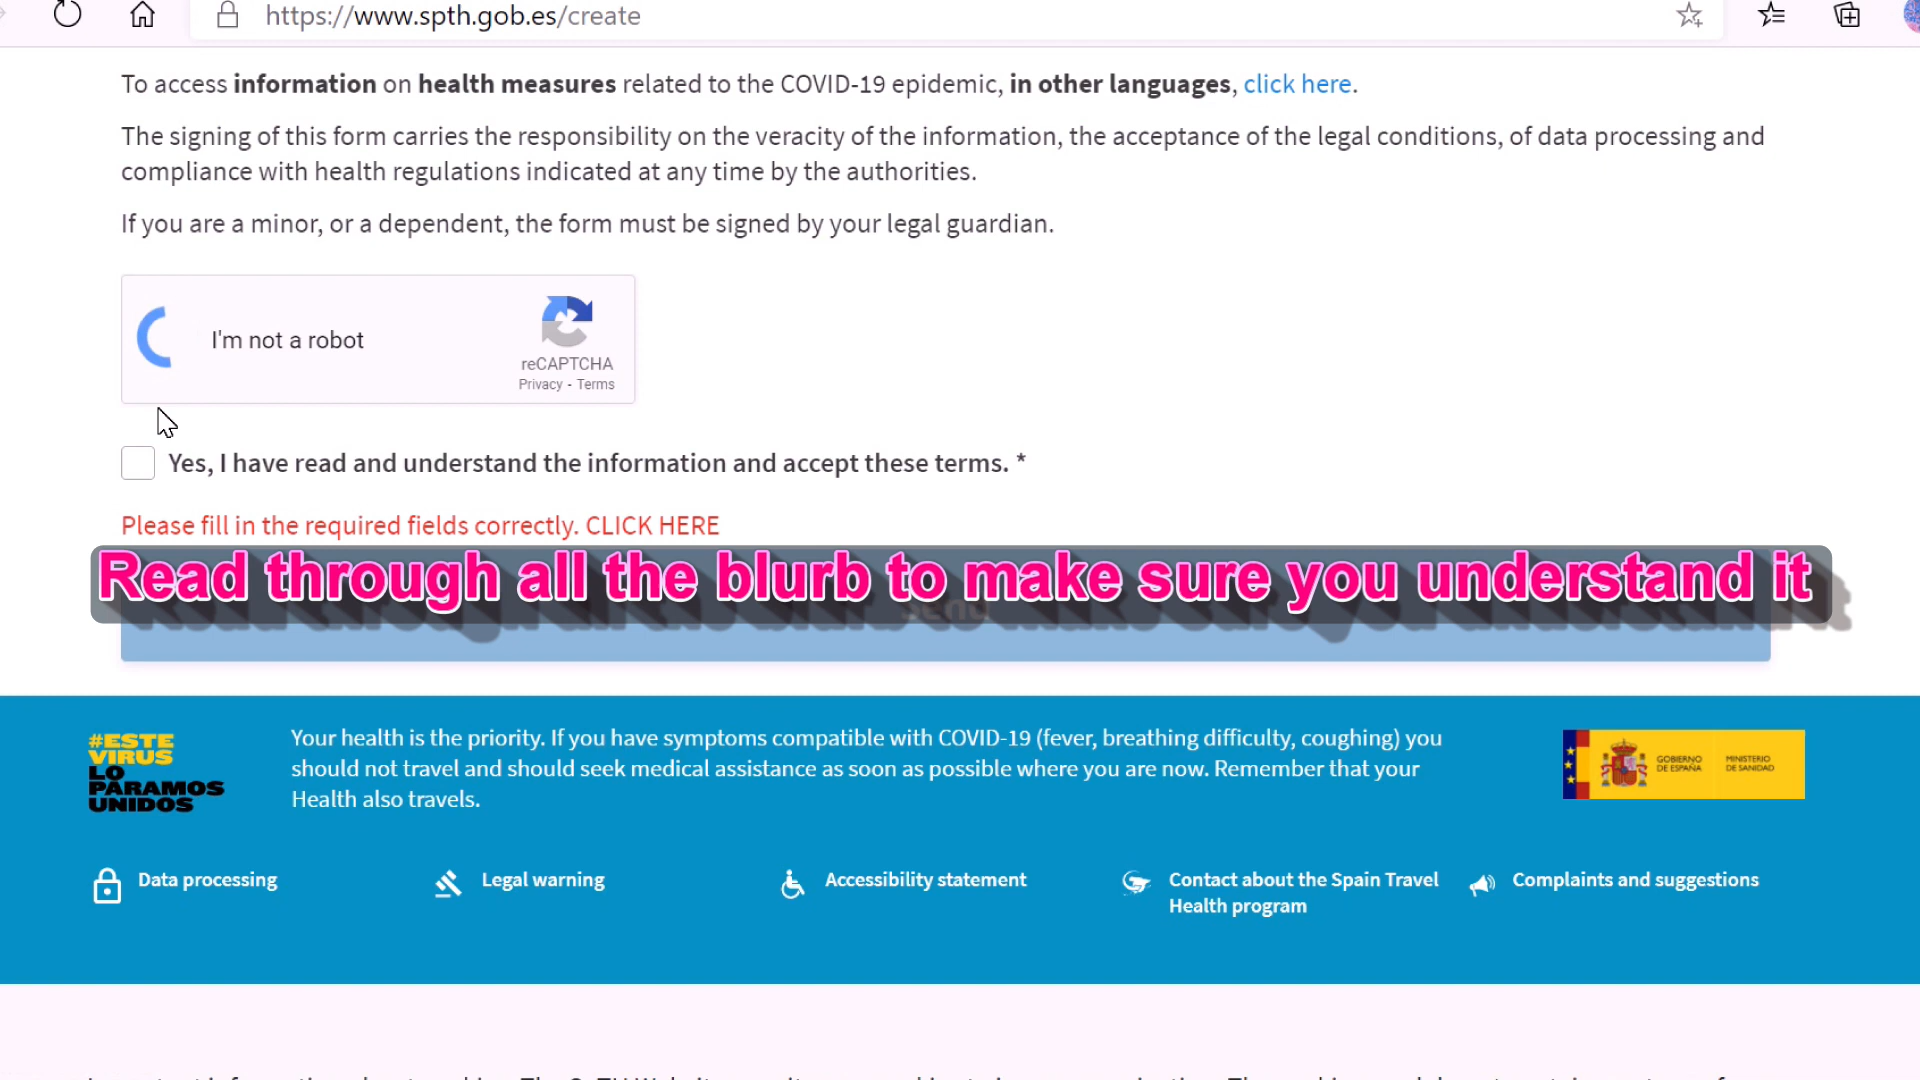 https://www.spth.gob.es/create
To access information on health measures related to the COVID-19 epidemic, in other languages, click here.
The signing of this form carries the responsibility on the veracity of the information, the acceptance of the legal conditions, of data processing and
compliance with health regulations indicated at any time by the authorities.
If you are a minor, or a dependent, the form must be signed by your legal guardian.
I'm not a robot
reCAPTCHA
Privacy - Terms
Yes, I have read and understand the information and accept these terms. *
Please fill in the required fields correctly. CLICK HERE
Read through all the blurb to make sure you understand it
Send
#ESTE
VIRUS
LO
PARAMOS
UNIDOS
Your health is the priority. If you have symptoms compatible with COVID-19 (fever, breathing difficulty, coughing) you
should not travel and should seek medical assistance as soon as possible where you are now. Remember that your
Health also travels.
GOBIERNO
DE ESPAÑA
MINISTERIO
DE SANIDAD
Data processing
Legal warning
Accessibility statement
Contact about the Spain Travel
Health program
Complaints and suggestions